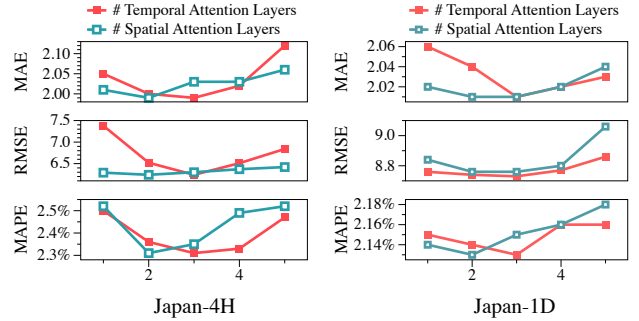 # Temporal Attention Layers
# Spatial Attention Layers
MAE
2.10
2.05
2.00
RMSE
7.5
7.0
6.5
MAPE
2.5%
2.4%
2.3%
2 4
Japan-4H
# Temporal Attention Layers
# Spatial Attention Layers
MAE
2.06
2.04
2.02
RMSE
9.0
8.8
MAPE
2.18%
2.16%
2.14%
2 4
Japan-1D